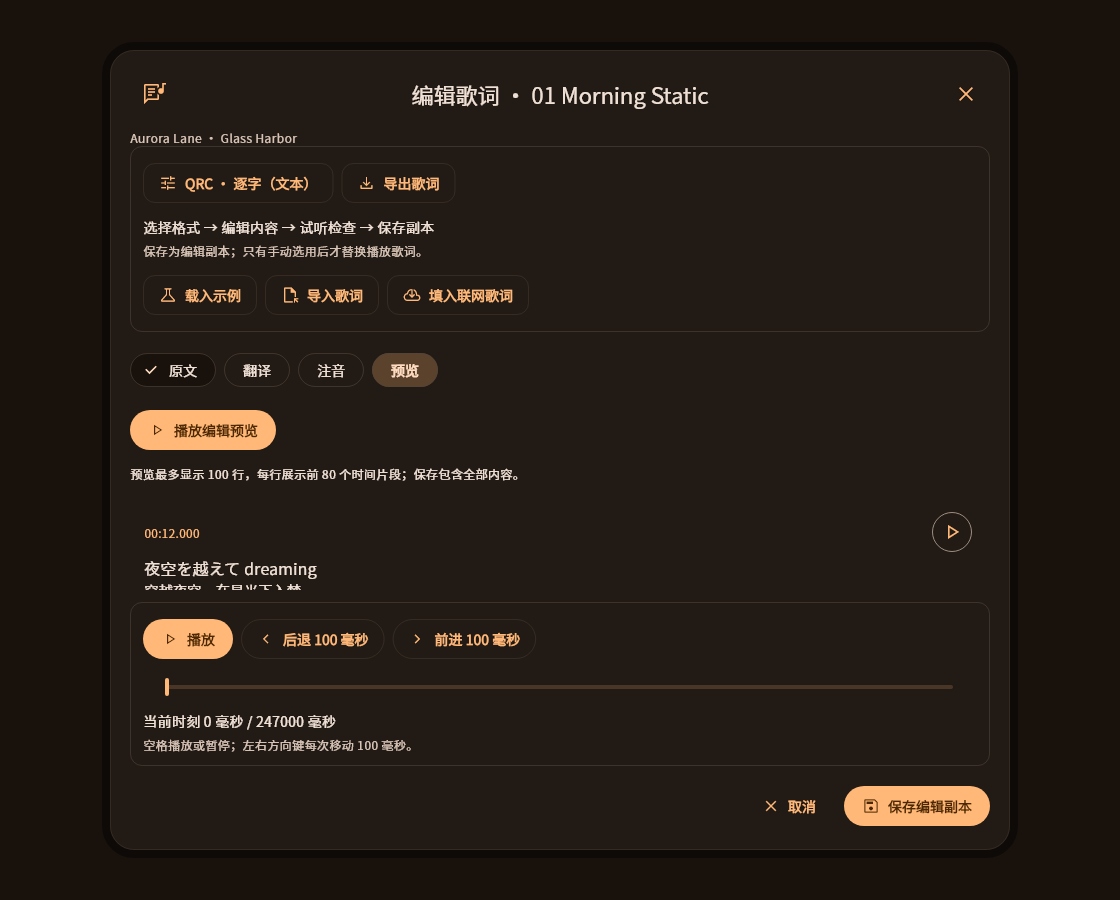 编辑歌词 • 01 Morning Static
Aurora Lane • Glass Harbor
QRC • 逐字（文本） 导出歌词
选择格式 → 编辑内容 → 试听检查 → 保存副本
保存为编辑副本；只有手动选用后才替换播放歌词。
载入示例 导入歌词 填入联网歌词
原文 翻译 注音 预览
播放编辑预览
预览最多显示 100 行，每行展示前 80 个时间片段；保存包含全部内容。
00:12.000
夜空を越えて dreaming
播放 后退 100 毫秒 前进 100 毫秒
当前时刻 0 毫秒 / 247000 毫秒
空格播放或暂停；左右方向键每次移动 100 毫秒。
取消 保存编辑副本